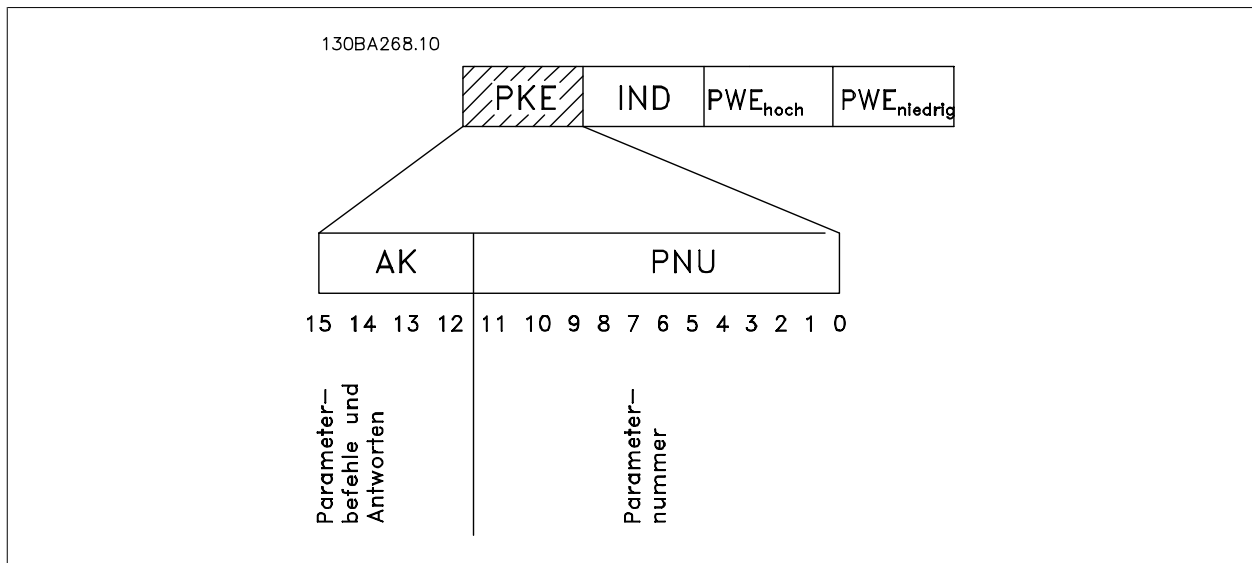 130BA268.10
PKE IND PWEhoch PWEniedrig
AK PNU
15 14 13 12 11 10 9 8 7 6 5 4 3 2 1 0
Parameter-
befehle und
Antworten
Parameter-
nummer